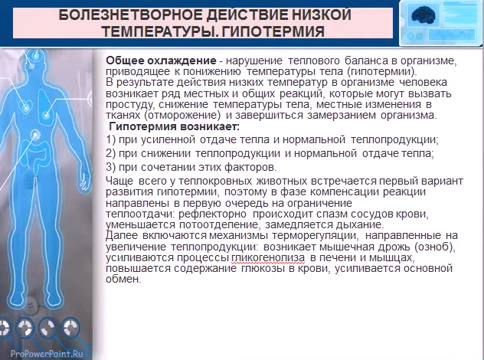 БОЛЕЗНЕТВОРНОЕ ДЕЙСТВИЕ НИЗКОЙ
ТЕМПЕРАТУРЫ. ГИПОТЕРМИЯ
Общее охлаждение - нарушение теплового баланса в организме,
приводящее к понижению температуры тела (гипотермии).
В результате действия низких температур в организме человека
возникает ряд местных и общих реакций, которые могут вызвать
простуду, снижение температуры тела, местные изменения в
тканях (отморожение) и завершиться замерзанием организма.
Гипотермия возникает:
1) при усиленной отдаче тепла и нормальной теплопродукции;
2) при снижении теплопродукции и нормальной отдаче тепла;
3) при сочетании этих факторов.
Чаще всего у теплокровных животных встречается первый вариант
развития гипотермии, поэтому в фазе компенсации реакции
направлены в первую очередь на ограничение
теплоотдачи: рефлекторно происходит спазм сосудов крови,
уменьшается потоотделение, замедляется дыхание.
Далее включаются механизмы терморегуляции, направленные на
увеличение теплопродукции: возникает мышечная дрожь (озноб),
усиливаются процессы гликогенолиза в печени и мышцах,
повышается содержание глюкозы в крови, усиливается основной
обмен.
ProPowerPoint.Ru